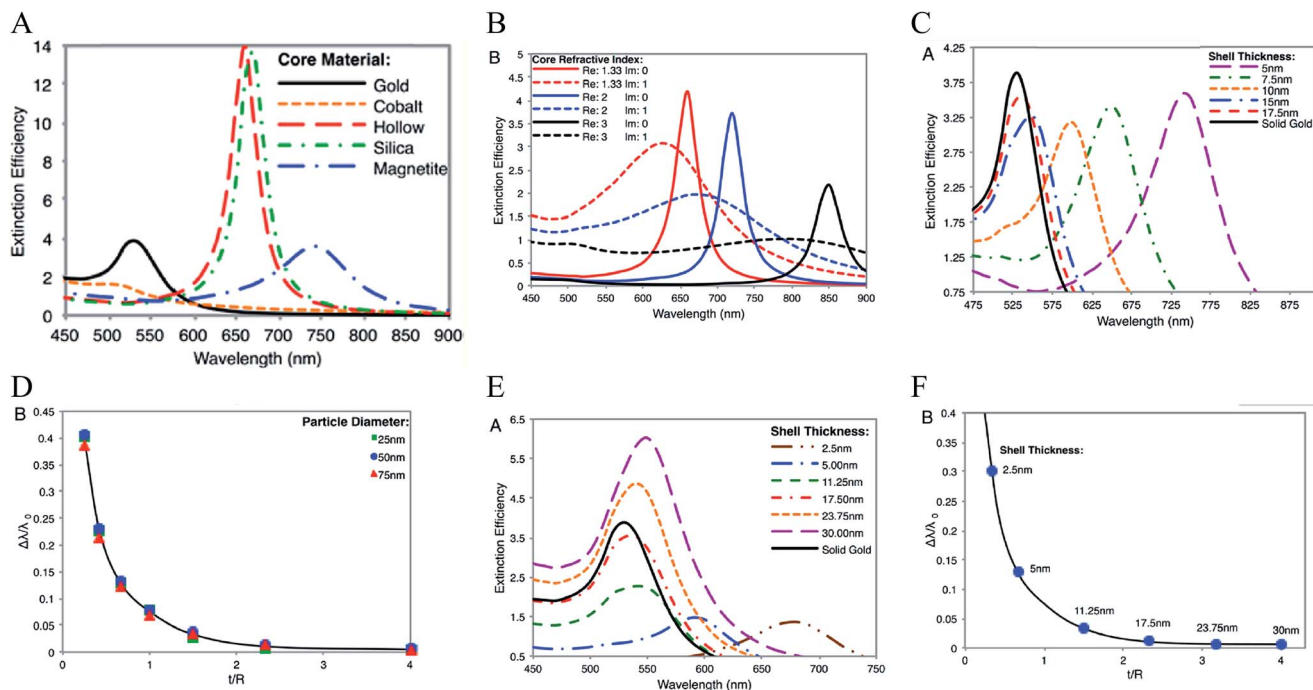 A
14
12
10
8
6
4
2
0
Extinction Efficiency
Core Material:
Gold
Cobalt
Hollow
Silica
Magnetite
450 500 550 600 650 700 750 800 850 900
Wavelength (nm)
B
B
5
4.5
4
3.5
3
2.5
2
1.5
1
0.5
0
Extinction Efficiency
Core Refractive Index:
Re: 1.33 Im: 0
Re: 1.33 Im: 1
Re: 2 Im: 0
Re: 2 Im: 1
Re: 3 Im: 0
Re: 3 Im: 1
450 500 550 600 650 700 750 800 850 900
Wavelength (nm)
C
A
4.25
3.75
3.25
2.75
2.25
1.75
1.25
0.75
Extinction Efficiency
Shell Thickness:
5nm
7.5nm
10nm
15nm
17.5nm
Solid Gold
475 525 575 625 675 725 775 825 875
Wavelength (nm)
D
B
0.45
0.4
0.35
0.3
0.25
0.2
0.15
0.1
0.05
0
Δλ/λ0
Particle Diameter:
25nm
50nm
75nm
0 1 2 3 4
t/R
E
A
6.5
5.5
4.5
3.5
2.5
1.5
0.5
Extinction Efficiency
Shell Thickness:
2.5nm
5.00nm
11.25nm
17.50nm
23.75nm
30.00nm
Solid Gold
450 500 550 600 650 700 750
Wavelength (nm)
F
B
0.4
0.35
0.3
0.25
0.2
0.15
0.1
0.05
0
Δλ/λ0
Shell Thickness:
2.5nm
5nm
11.25nm
17.5nm
23.75nm
30nm
0 1 2 3 4
t/R